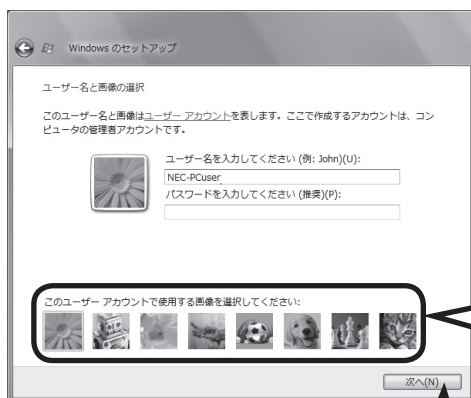 Windows のセットアップ
ユーザー名と画像の選択
このユーザー名と画像はユーザー アカウントを表します。ここで作成するアカウントは、コン
ピュータの管理者アカウントです。
ユーザー名を入力してください (例: John)(U):
NEC-PCuser
パスワードを入力してください (推奨)(P):
このユーザー アカウントで使用する画像を選択してください:
次へ(N)